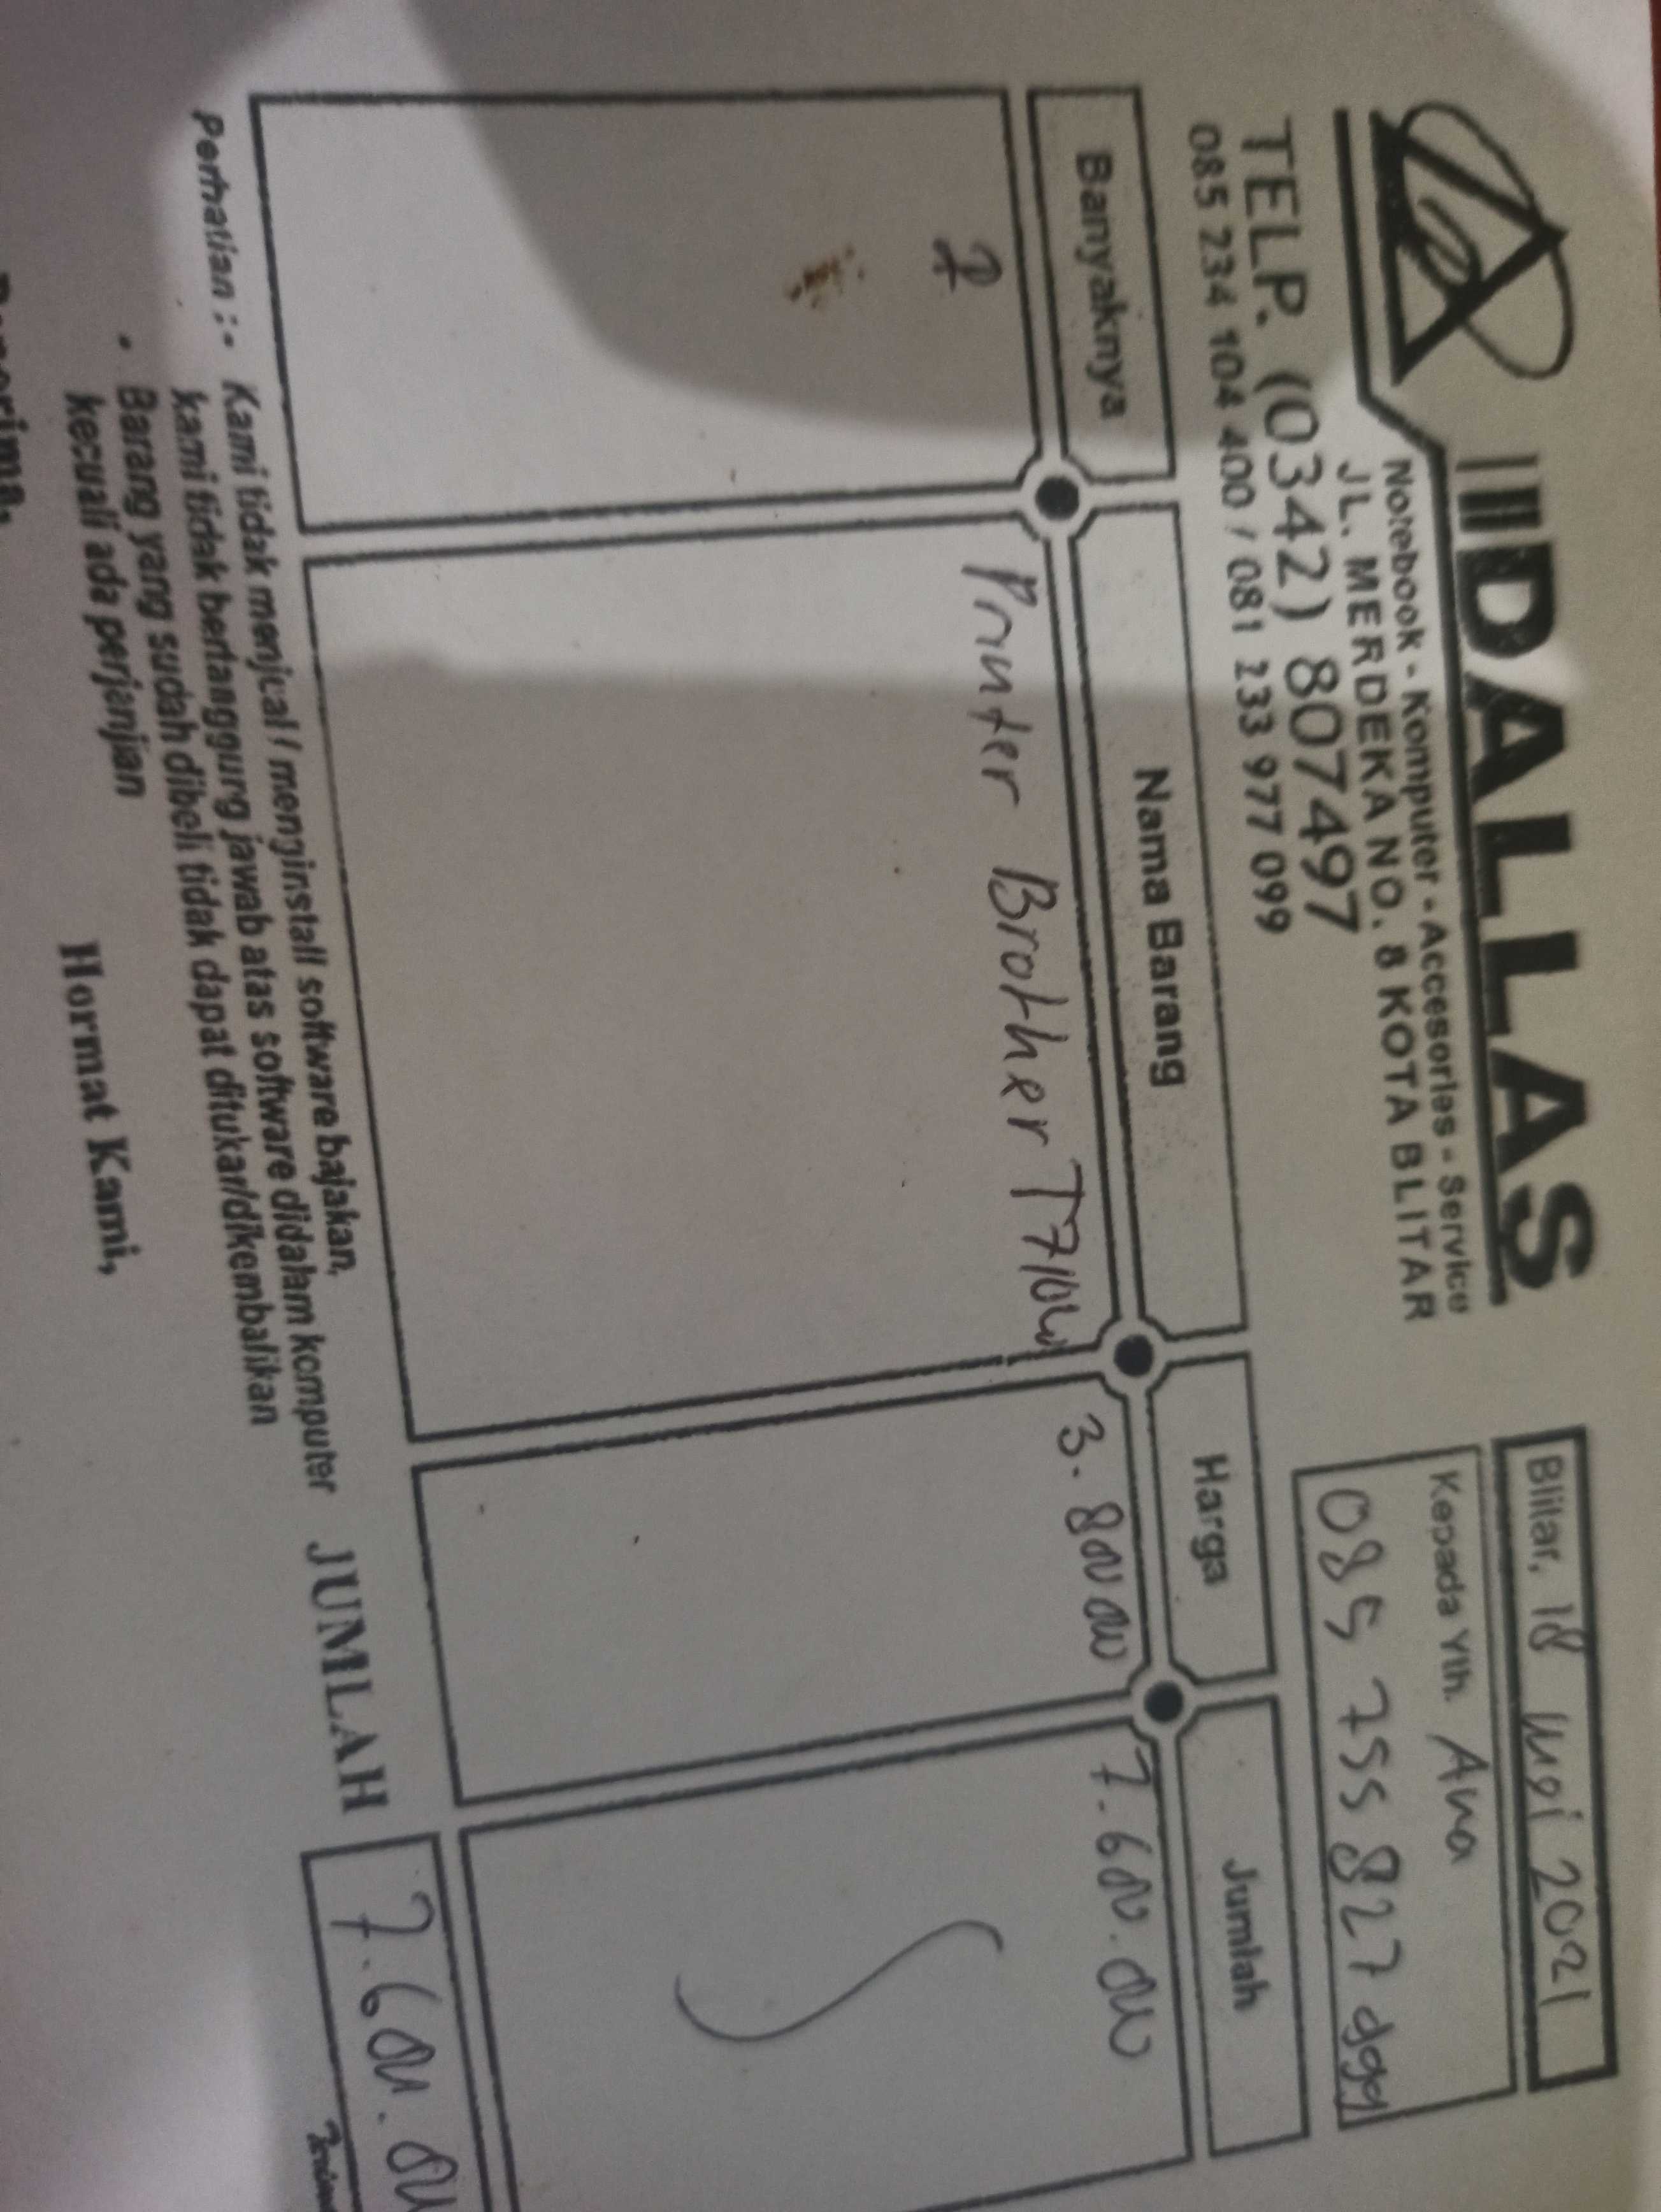 DALLAS
Notebook - Komputer - Accesories - Service
JL. MERDEKA NO. 8 KOTA BLITAR
TELP. (0342) 807497
085 234 104 400 / 081 233 977 099
Blitar, 18 Mei 2021
Kepada Yth. Ana
085 755 827
Banyaknya Nama Barang Harga Jumlah
2 Printer Brother T710W 3.800.000 7.600.000
JUMLAH 7.600.00
Perhatian : - Kami tidak menjual / menginstall software bajakan,
kami tidak bertanggung jawab atas software didalam komputer
- Barang yang sudah dibeli tidak dapat ditukar/dikembalikan
kecuali ada perjanjian
Hormat Kami,